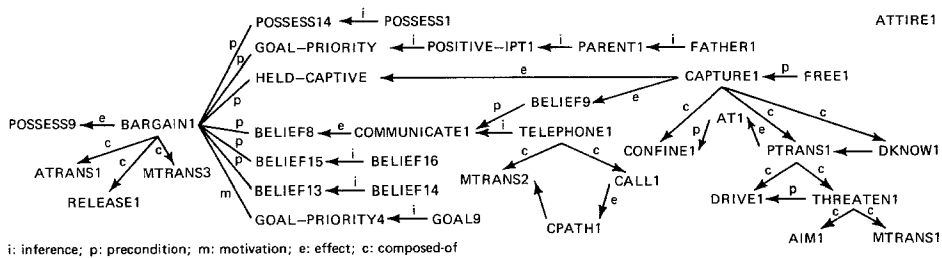 POSSESS14 i POSSESS1 ATTIRE1
p GOAL-PRIORITY i POSITIVE-IPT1 i PARENT1 i FATHER1
p HELD-CAPTIVE e CAPTURE1 p FREE1
p e
p BELIEF9
POSSESS9 e BARGAIN1 p BELIEF8 e COMMUNICATE1 i TELEPHONE1 c AT1 c c
c c c p BELIEF15 i BELIEF16 c c CONFINE1 p e PTRANS1 DKNOW1
ATRANS1 MTRANS3 p BELIEF13 i BELIEF14 MTRANS2 CALL1 c c
RELEASE1 m e DRIVE1 p THREATEN1
GOAL-PRIORITY4 i GOAL9 CPATH1 c c
AIM1 MTRANS1
i: inference; p: precondition; m: motivation; e: effect; c: composed-of